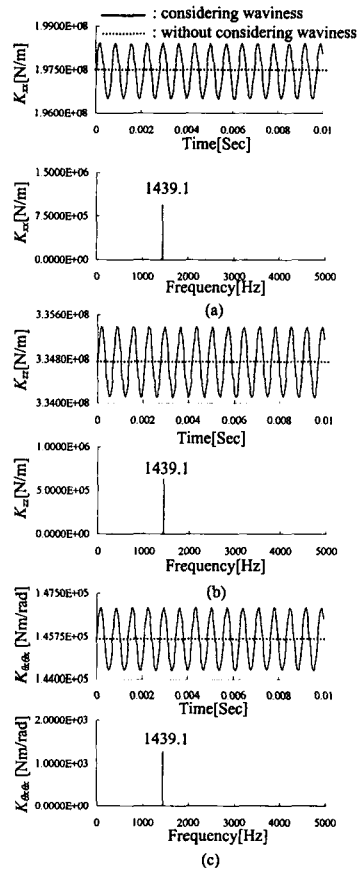 : considering waviness
: without considering waviness
1.9900E+08
1.9750E+08
1.9600E+08
Kxx[N/m]
0 0.002 0.004 0.006 0.008 0.01
Time[Sec]
1.5000E+06
7.5000E+05
0.0000E+00
Kxx[N/m]
1439.1
0 1000 2000 3000 4000 5000
Frequency[Hz]
(a)
3.3560E+08
3.3480E+08
3.3400E+08
Kzz[N/m]
0 0.002 0.004 0.006 0.008 0.01
Time[Sec]
1.0000E+06
5.0000E+05
0.0000E+00
Kzz[N/m]
1439.1
0 1000 2000 3000 4000 5000
Frequency[Hz]
(b)
1.4750E+05
1.4575E+05
1.4400E+05
[Nm/rad]
0 0.002 0.004 0.006 0.008 0.01
Time[Sec]
2.0000E+03
1.0000E+03
0.0000E+00
[Nm/rad]
1439.1
0 1000 2000 3000 4000 5000
Frequency[Hz]
(c)